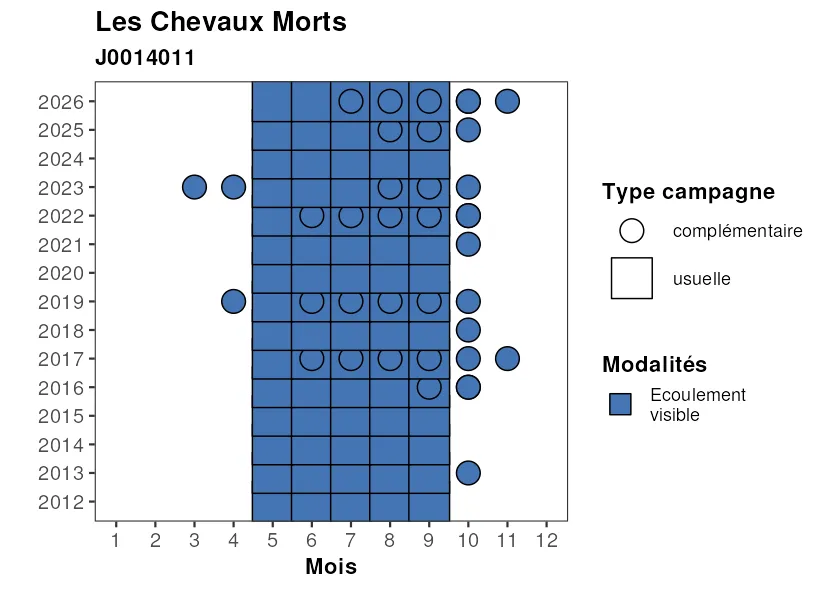 Les Chevaux Morts
J0014011
2026
2025
2024
2023
2022
2021
2020
2019
2018
2017
2016
2015
2014
2013
2012
1 2 3 4 5 6 7 8 9 10 11 12
Mois
Type campagne
complémentaire
usuelle
Modalités
Ecoulement
visible